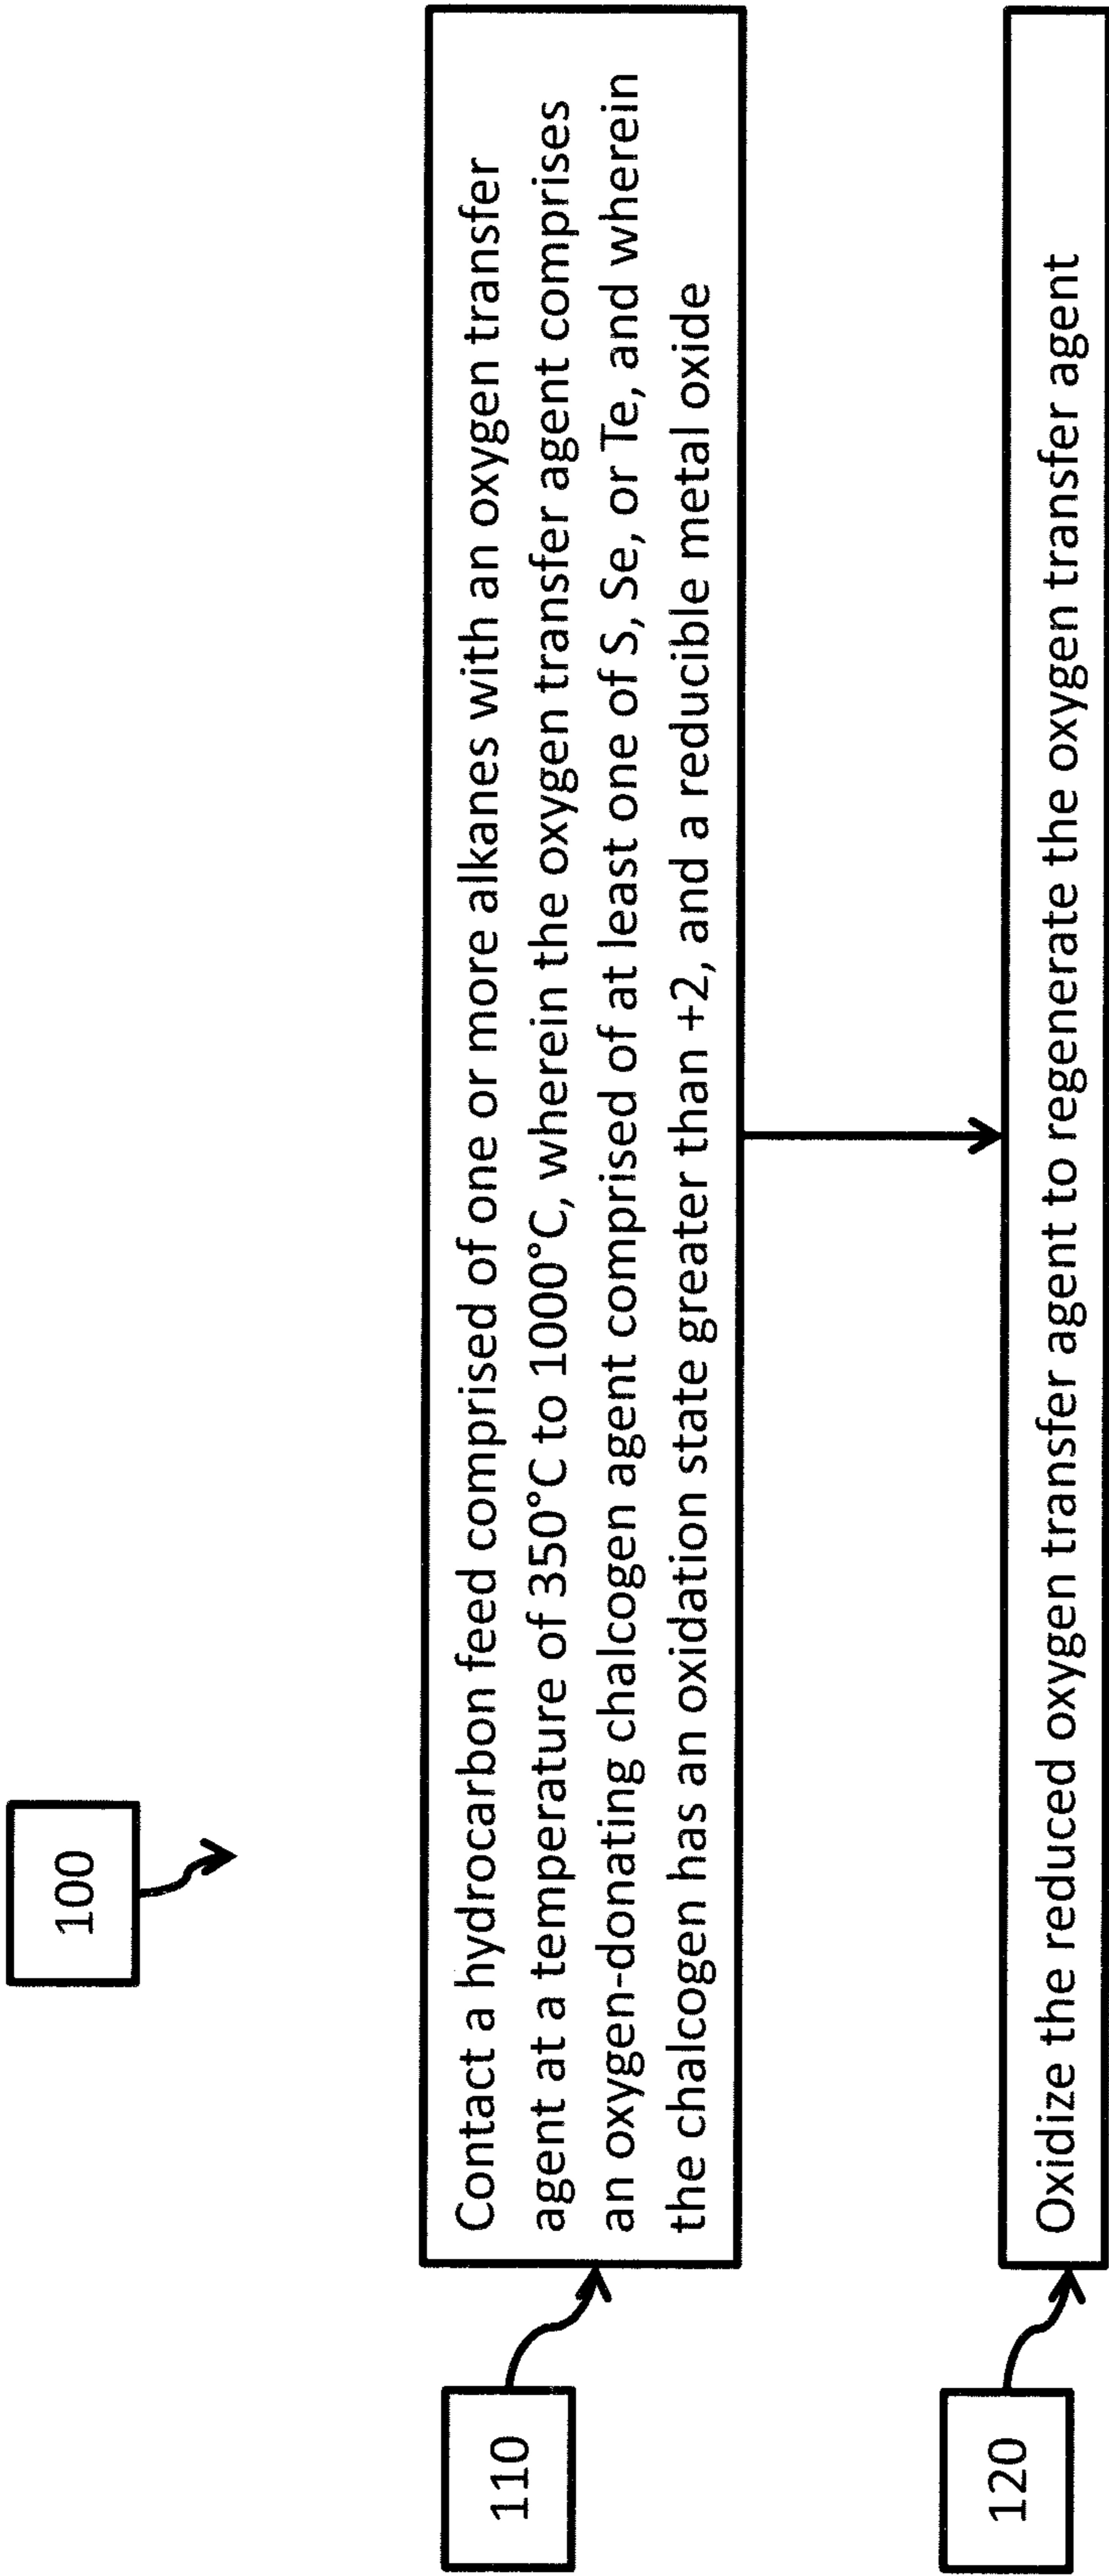 100
110
Contact a hydrocarbon feed comprised of one or more alkanes with an oxygen transfer
agent at a temperature of 350°C to 1000°C, wherein the oxygen transfer agent comprises
an oxygen-donating chalcogen agent comprised of at least one of S, Se, or Te, and wherein
the chalcogen has an oxidation state greater than +2, and a reducible metal oxide
120
Oxidize the reduced oxygen transfer agent to regenerate the oxygen transfer agent